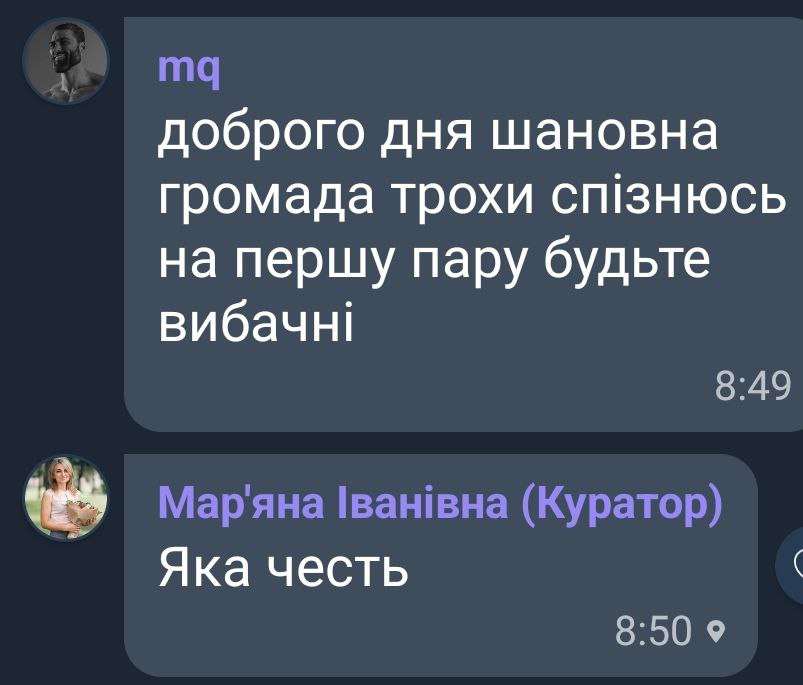 mq
доброго дня шановна
громада трохи спізнюсь
на першу пару будьте
вибачні
8:49
Мар'яна Іванівна (Куратор)
Яка честь
8:50